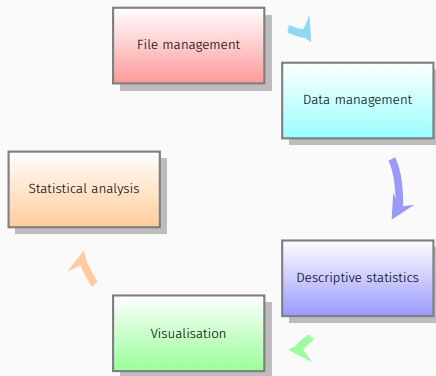 File management
Data management
Statistical analysis
Descriptive statistics
Visualisation